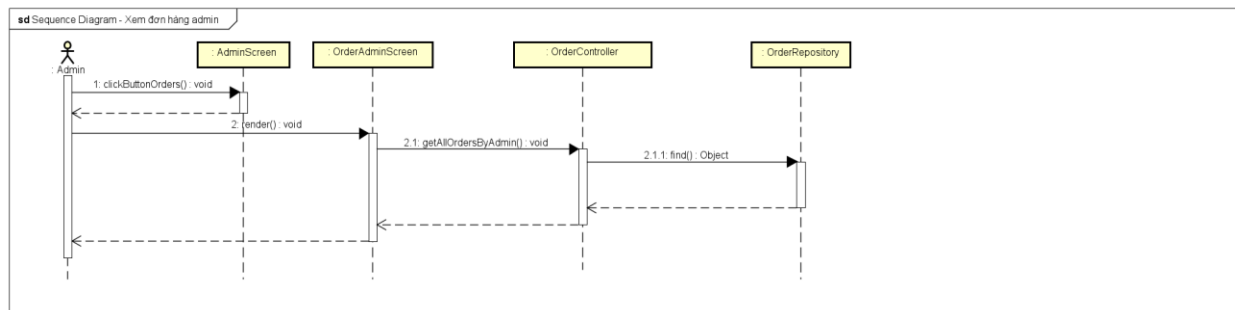 sd Sequence Diagram - Xem đơn hàng admin
: Admin
: AdminScreen
: OrderAdminScreen
: OrderController
: OrderRepository
1: clickButtonOrders() : void
2: render() : void
2.1: getAllOrdersByAdmin() : void
2.1.1: find() : Object